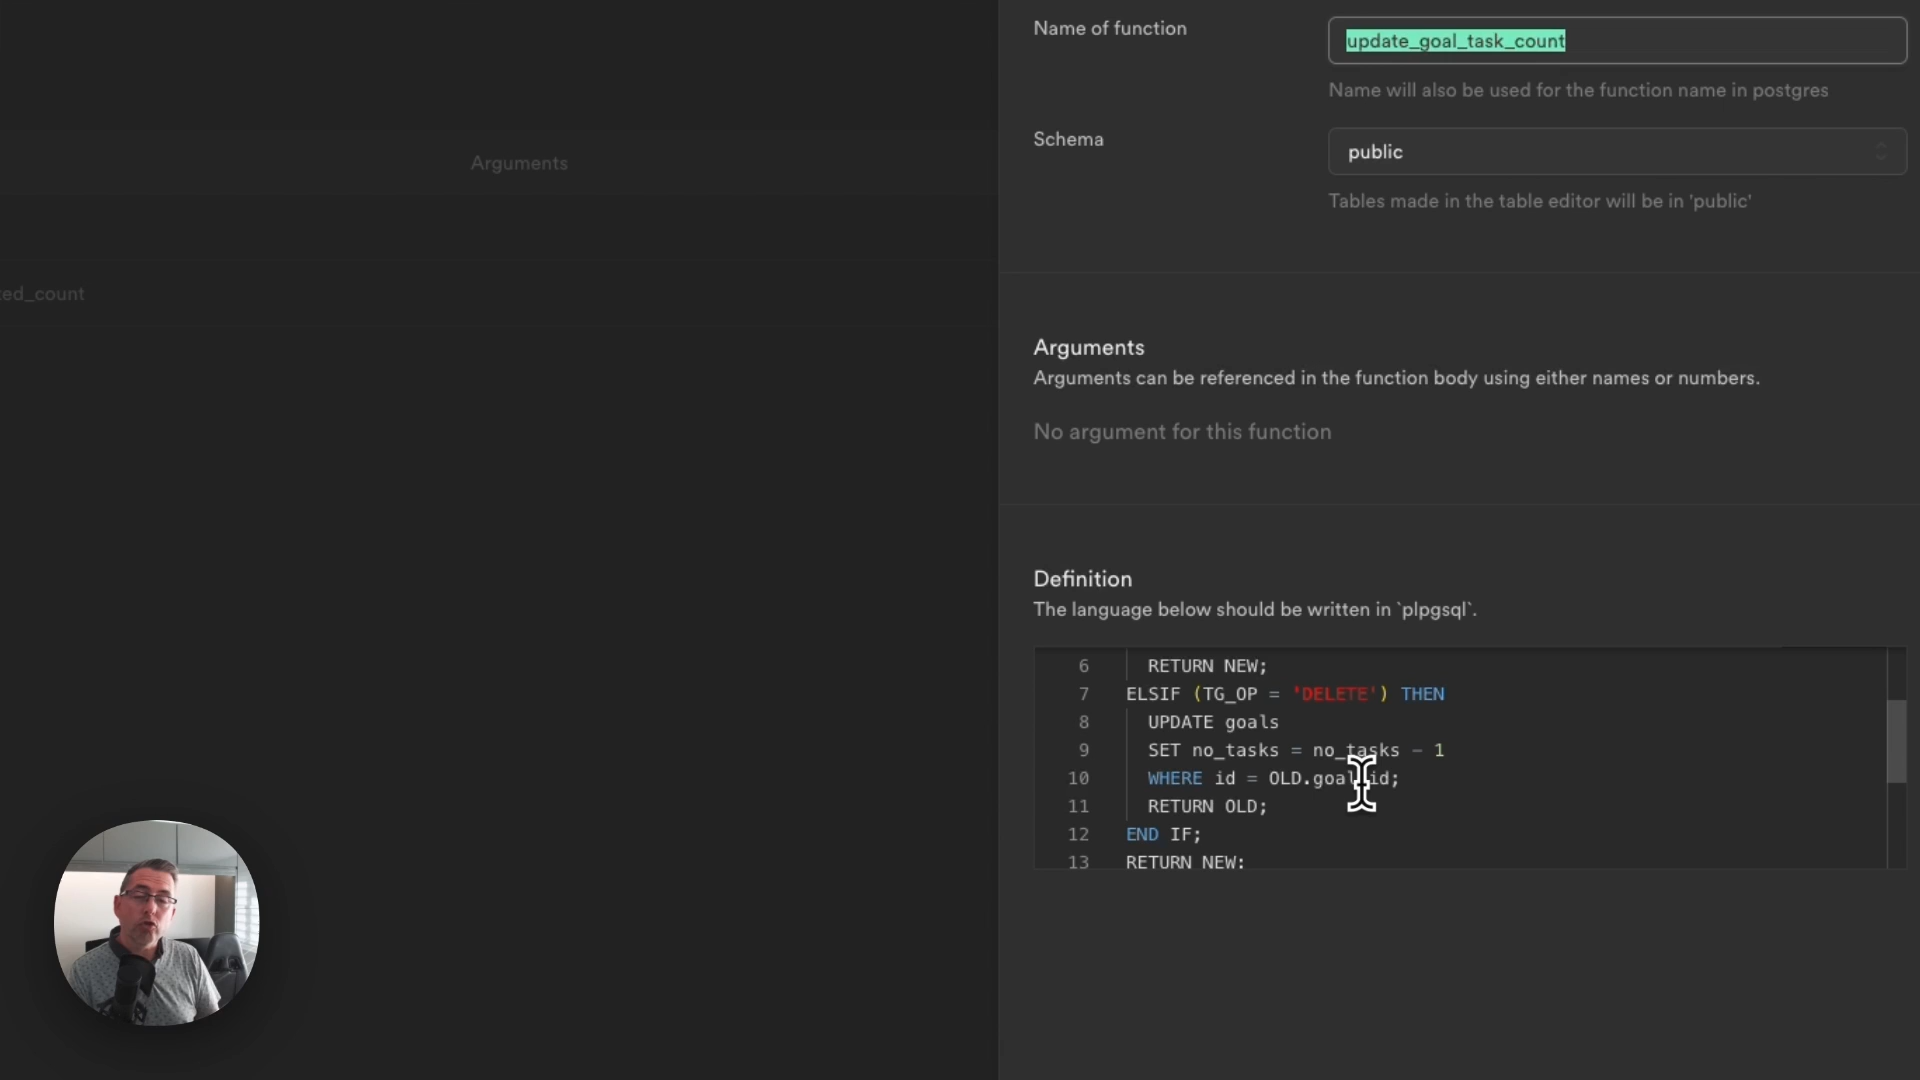 Name of function
update_goal_task_count
Name will also be used for the function name in postgres
Schema
public
Tables made in the table editor will be in 'public'
Arguments
ted_count
Arguments
Arguments can be referenced in the function body using either names or numbers.
No argument for this function
Definition
The language below should be written in `plpgsql`.
6 RETURN NEW;
7 ELSIF (TG_OP = 'DELETE') THEN
8 UPDATE goals
9 SET no_tasks = no_tasks - 1
10 WHERE id = OLD.goal_id;
11 RETURN OLD;
12 END IF;
13 RETURN NEW;